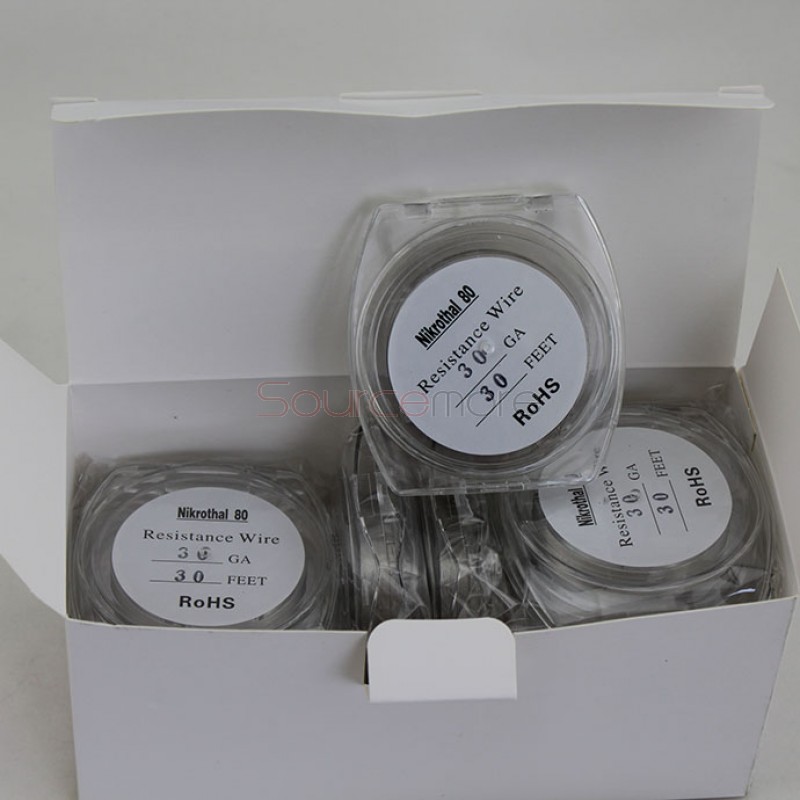 Nikrothal 80
Resistance Wire
30 GA
30 FEET
RoHS
Sourcemore
Nikrothal 80
Resistance Wire
30 GA
30 FEET
RoHS
Nikrothal
Resistance W
30 GA
30 FEET
RoHS